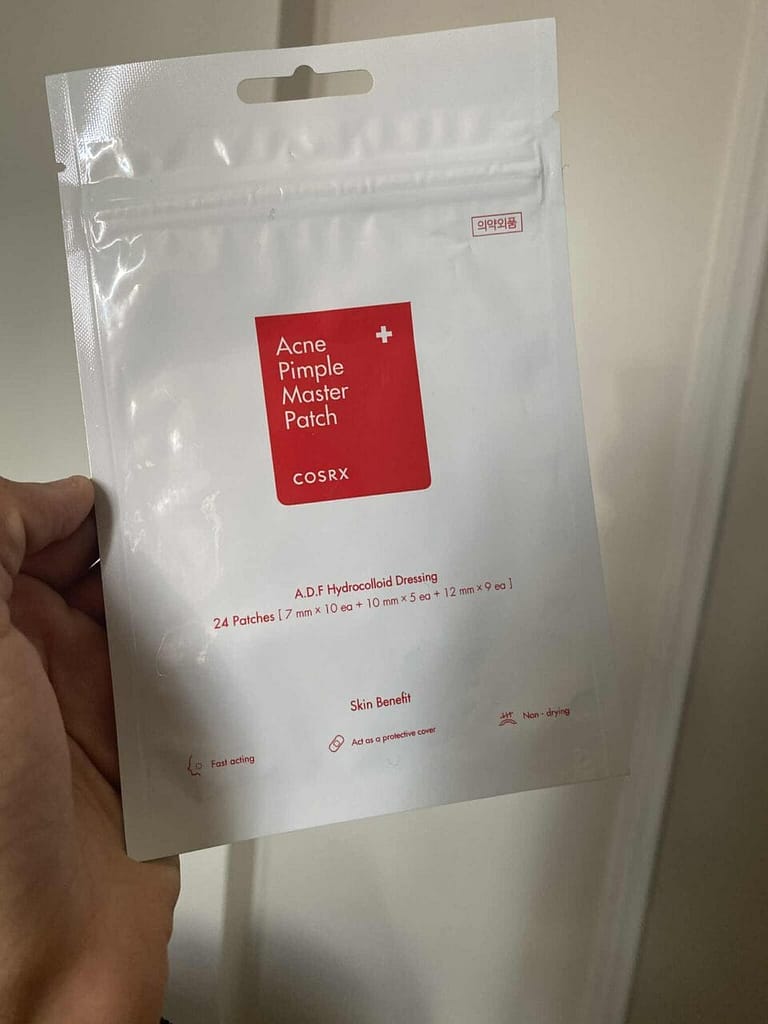 의약외품
Acne
Pimple
Master
Patch
COSRX
A.D.F Hydrocolloid Dressing
24 Patches [ 7 mm × 10 ea + 10 mm × 5 ea + 12 mm × 9 ea ]
Skin Benefit
Fast acting
Act as a protective cover
Non - drying